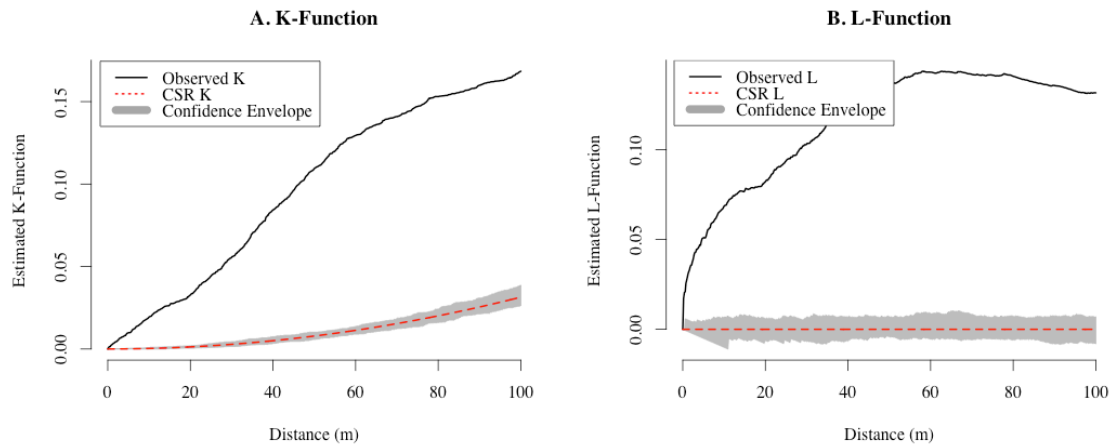 A. K-Function
Observed K
CSR K
Confidence Envelope
Estimated K-Function
0.00
0.05
0.10
0.15
0
20
40
60
80
100
Distance (m)
B. L-Function
Observed L
CSR L
Confidence Envelope
Estimated L-Function
0.00
0.05
0.10
0
20
40
60
80
100
Distance (m)